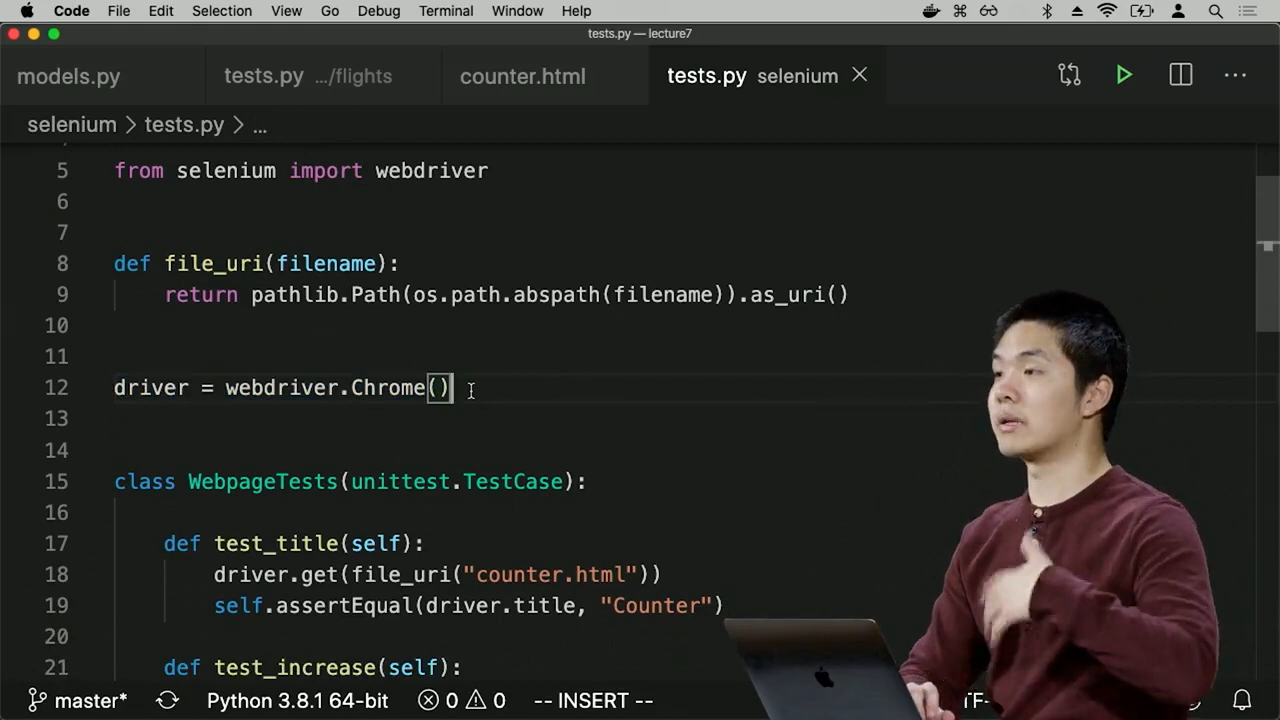 Code File Edit Selection View Go Debug Terminal Window Help
tests.py — lecture7
models.py tests.py .../flights counter.html tests.py selenium
selenium > tests.py > ...
5 from selenium import webdriver
6
7
8 def file_uri(filename):
9 return pathlib.Path(os.path.abspath(filename)).as_uri()
10
11
12 driver = webdriver.Chrome()
13
14
15 class WebpageTests(unittest.TestCase):
16
17 def test_title(self):
18 driver.get(file_uri("counter.html"))
19 self.assertEqual(driver.title, "Counter")
20
21 def test_increase(self):
master* Python 3.8.1 64-bit 0 0 -- INSERT --